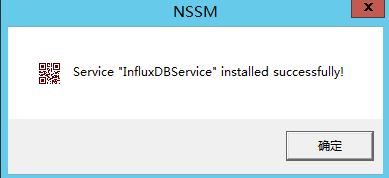 NSSM
Service "InfluxDBService" installed successfully!
确定